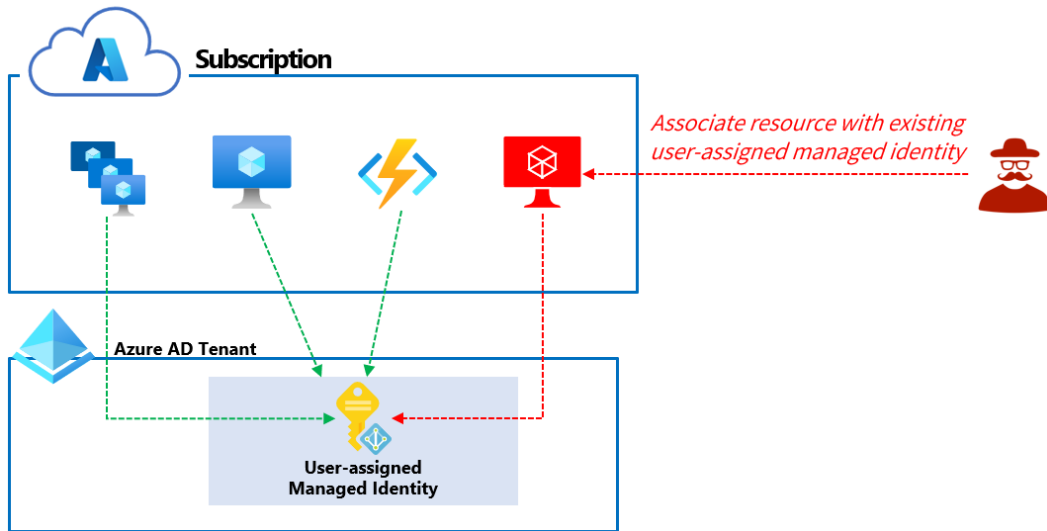 Subscription
Associate resource with existing
user-assigned managed identity
Azure AD Tenant
User-assigned
Managed Identity